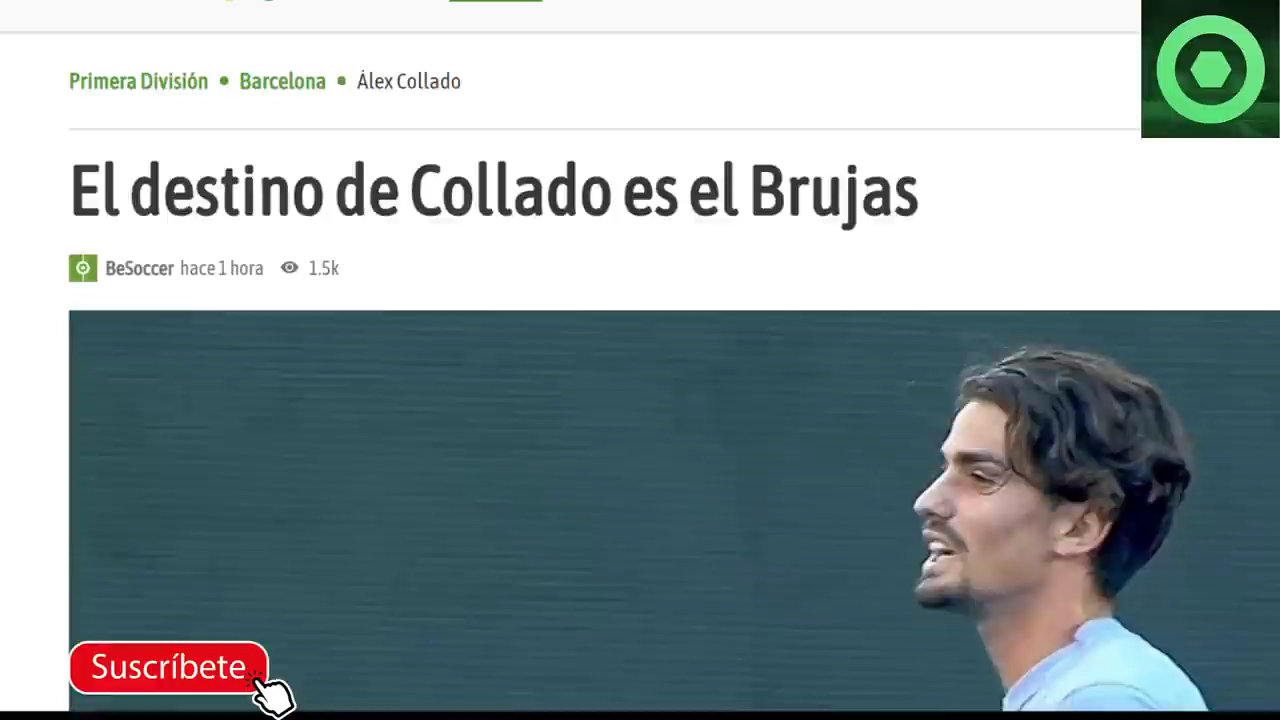 Primera División • Barcelona • Álex Collado
El destino de Collado es el Brujas
BeSoccer hace 1 hora 1.5k
Suscríbete